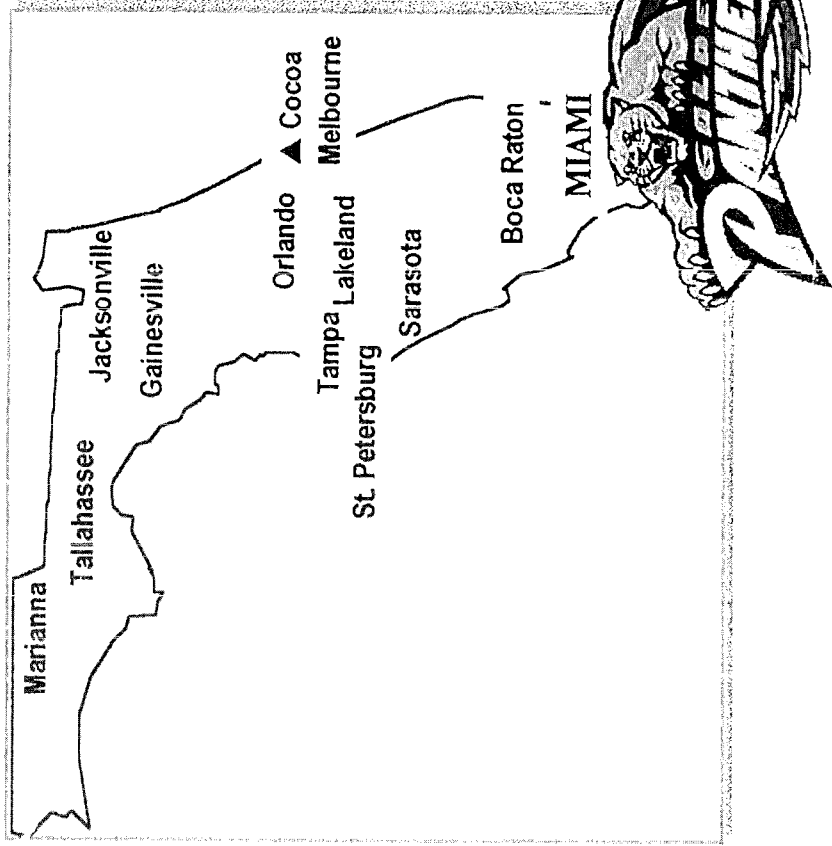 Marianna
Tallahassee
Jacksonville
Gainesville
Orlando
Cocoa
Melbourne
Tampa
Lakeland
St. Petersburg
Sarasota
Boca Raton
MIAMI